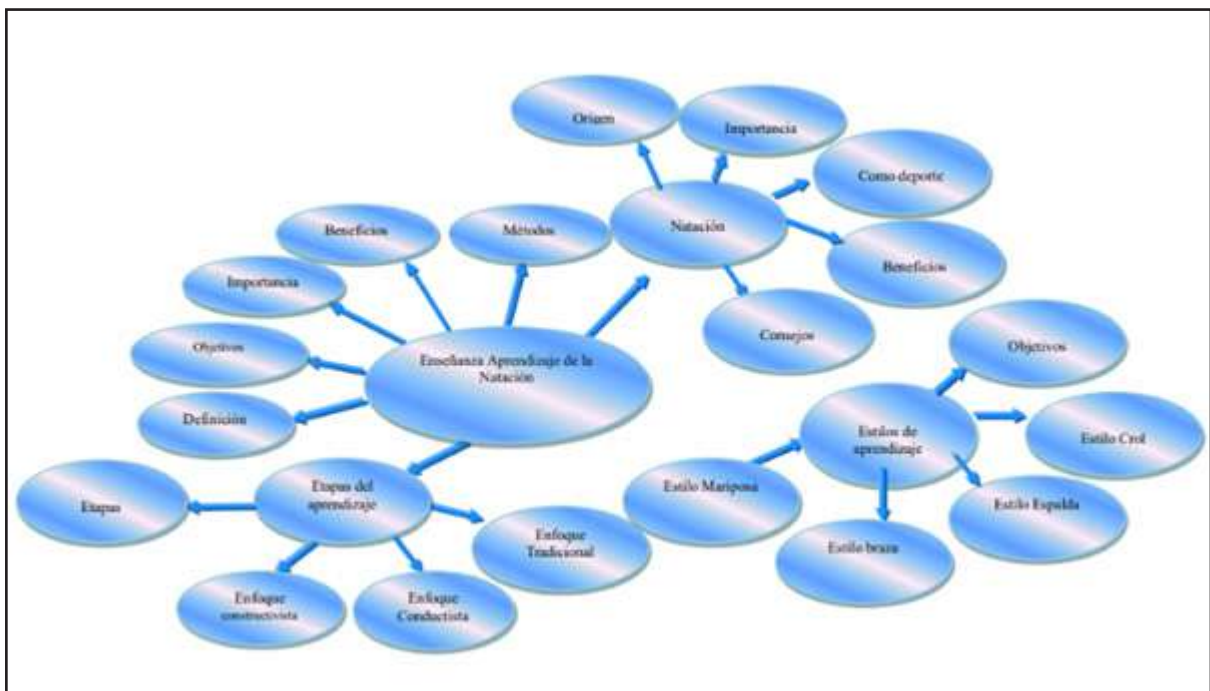 Origen
Importancia
Como deporte
Natación
Beneficios
Consejos
Beneficios
Métodos
Importancia
Objetivos
Definición
Enseñanza Aprendizaje de la
Natación
Etapas del
aprendizaje
Etapas
Enfoque
constructivista
Enfoque
Conductista
Enfoque
Tradicional
Objetivos
Estilos de
aprendizaje
Estilo Crol
Estilo Mariposa
Estilo Espalda
Estilo braza